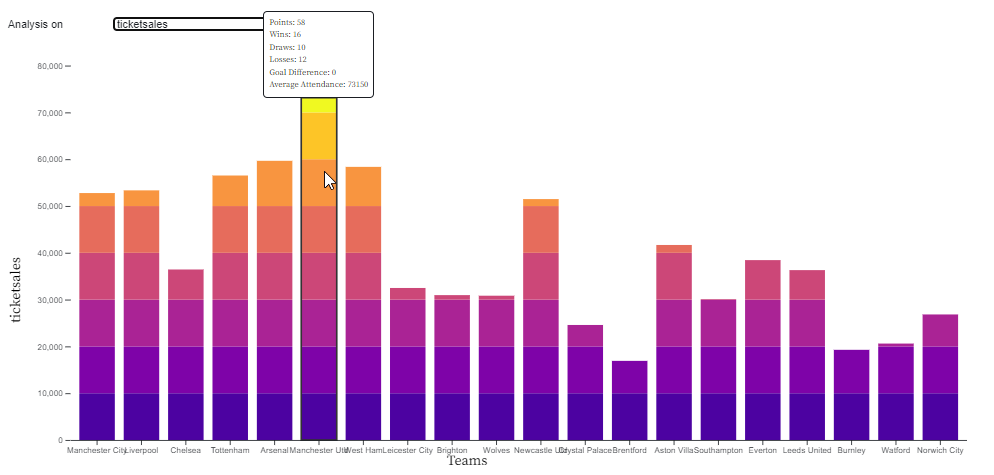 Analysis on ticketsales
Points: 58
Wins: 16
Draws: 10
Losses: 12
Goal Difference: 0
Average Attendance: 73150
80,000
70,000
60,000
50,000
40,000
30,000
20,000
10,000
0
ticketsales
Manchester City Liverpool Chelsea Tottenham Arsenal Manchester Utd West Ham Leicester City Brighton Wolves Newcastle Utd Crystal Palace Brentford Aston Villa Southampton Everton Leeds United Burnley Watford Norwich City
Teams